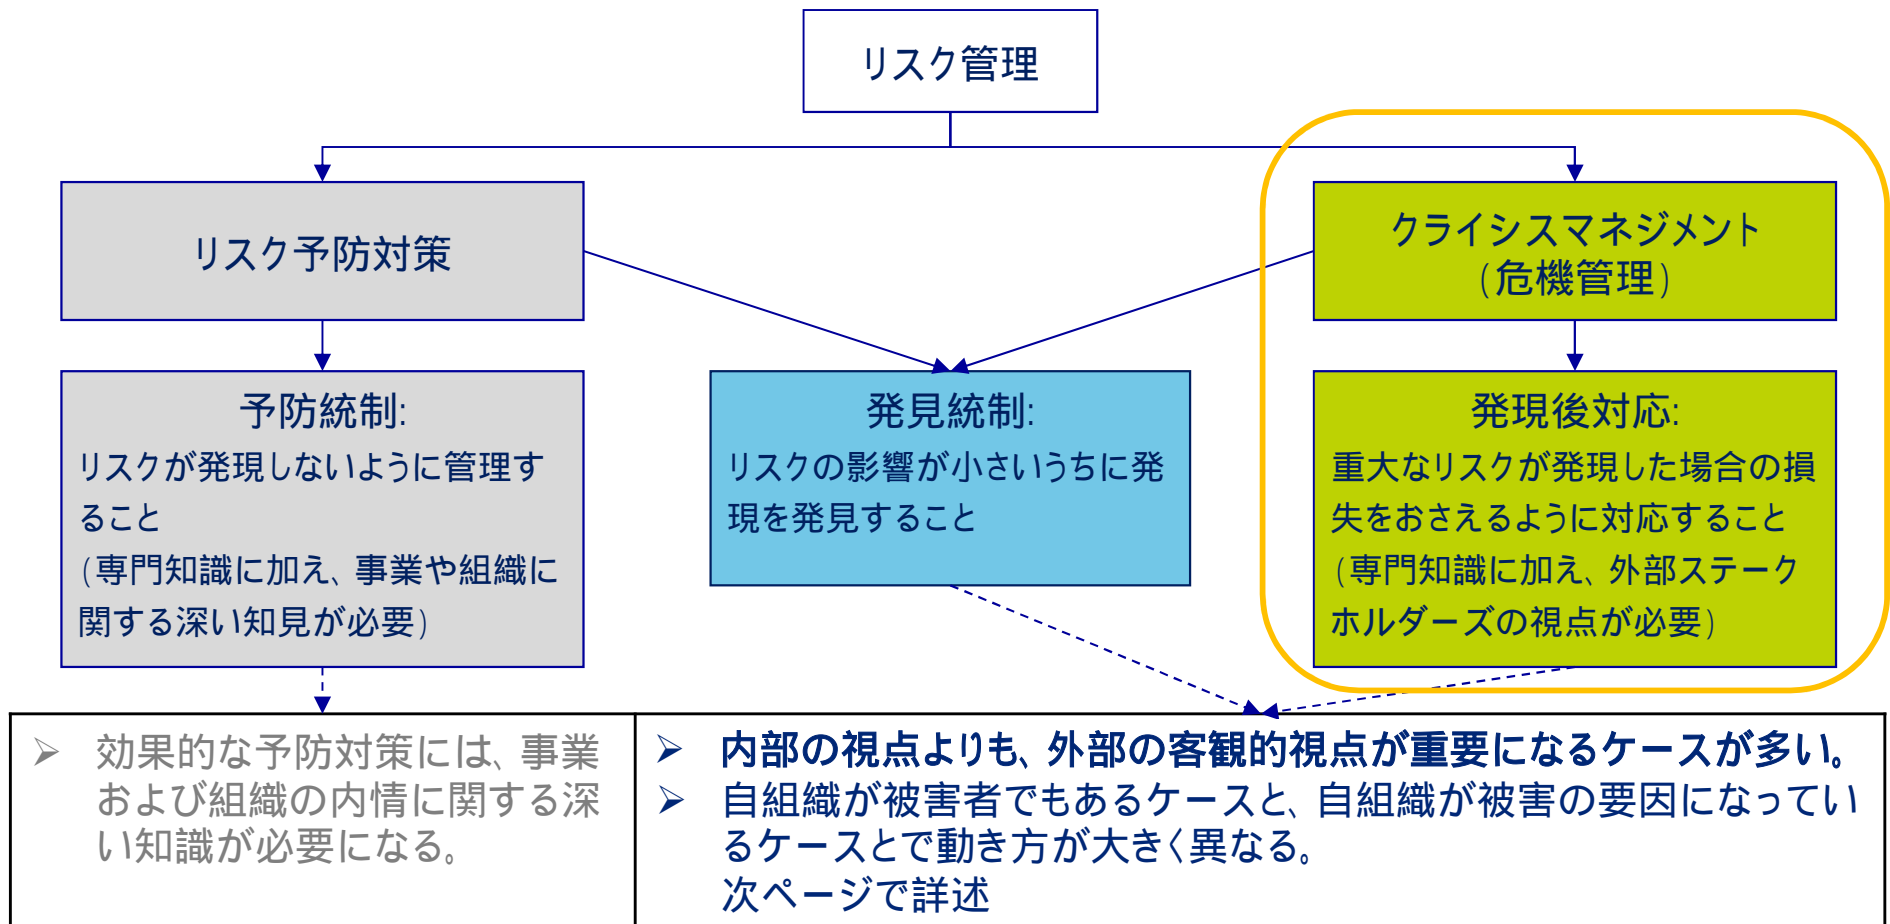 リスク管理
リスク予防対策
クライシスマネジメント
(危機管理)
予防統制:
リスクが発現しないように管理す
ること
(専門知識に加え、事業や組織に
関する深い知見が必要)
発見統制:
リスクの影響が小さいうちに発
現を発見すること
発現後対応:
重大なリスクが発現した場合の損
失をおさえるように対応すること
(専門知識に加え、外部ステーク
ホルダーズの視点が必要)
➢ 効果的な予防対策には、事業
および組織の内情に関する深
い知識が必要になる。
➢ 内部の視点よりも、外部の客観的視点が重要になるケースが多い。
➢ 自組織が被害者でもあるケースと、自組織が被害の要因になってい
るケースとで動き方が大きく異なる。
次ページで詳述